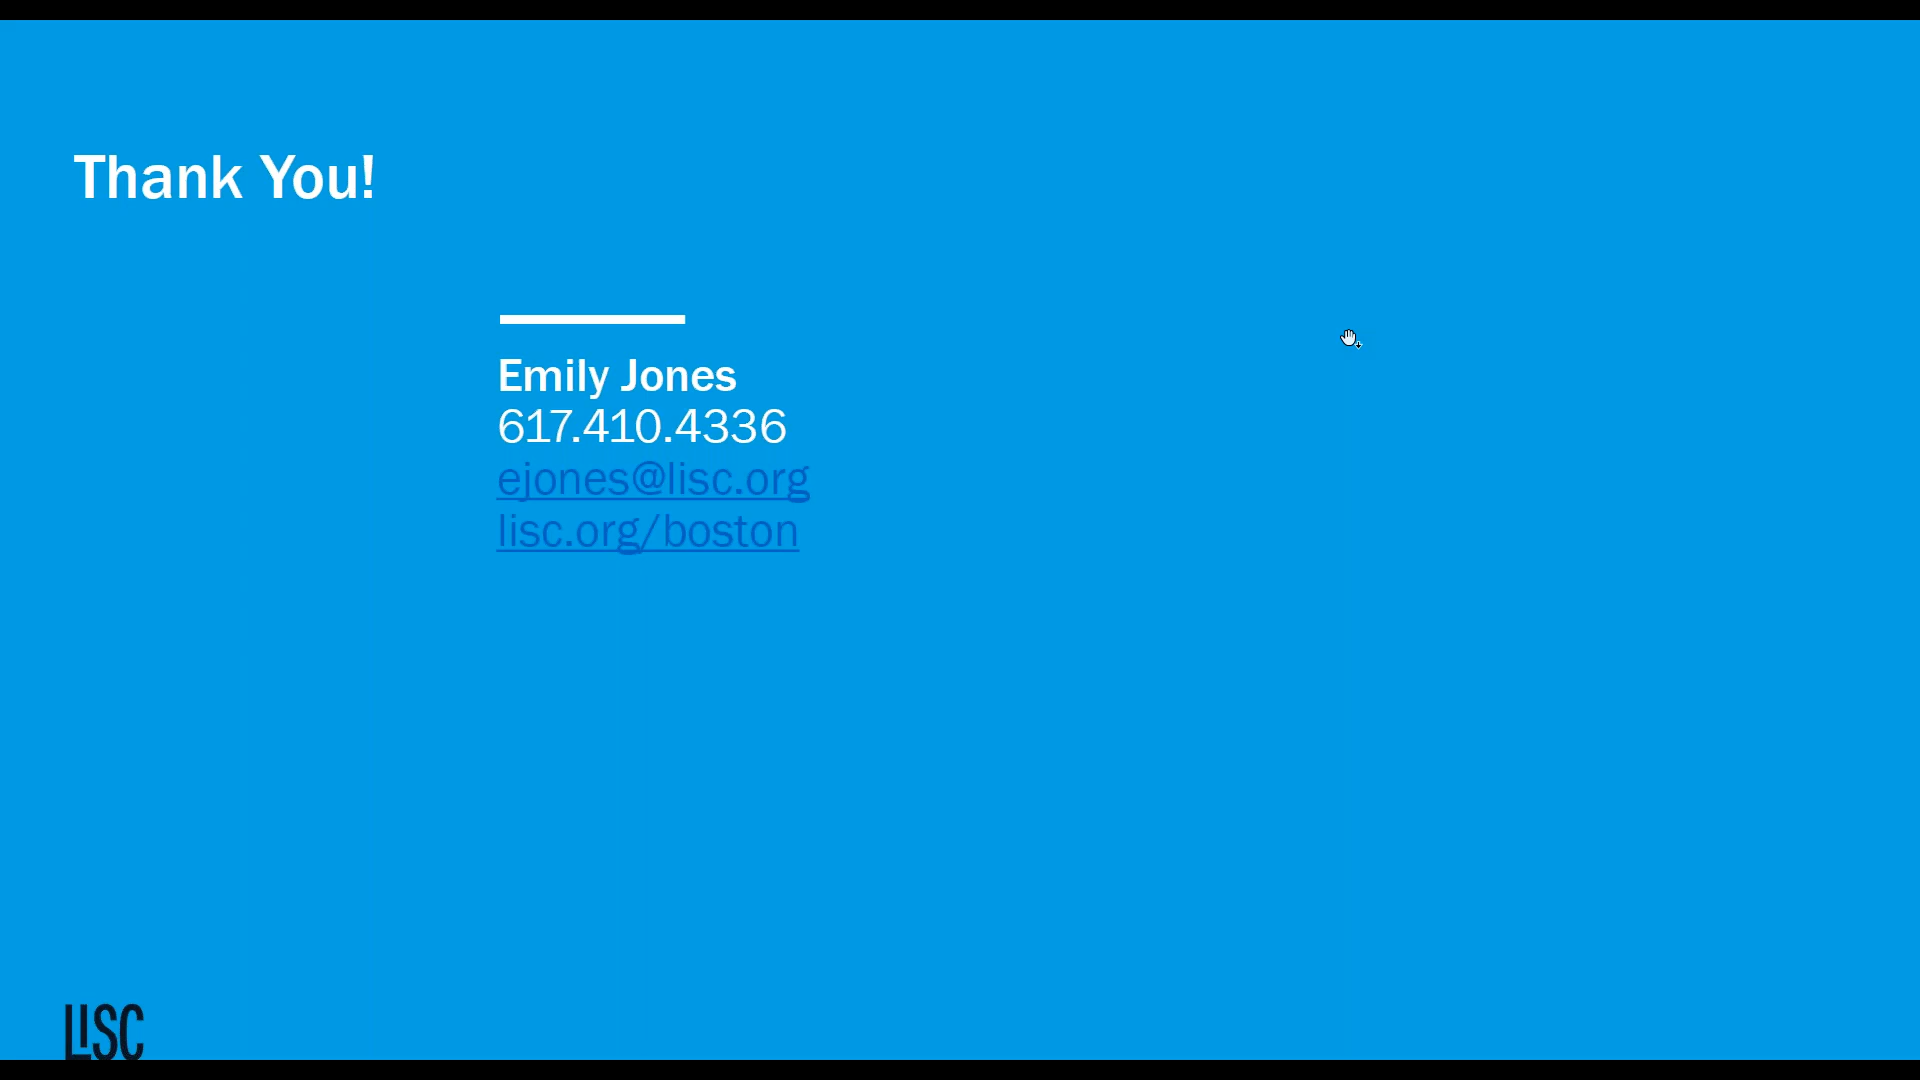 Thank You!
Emily Jones
617.410.4336
ejones@lisc.org
lisc.org/boston
LISC